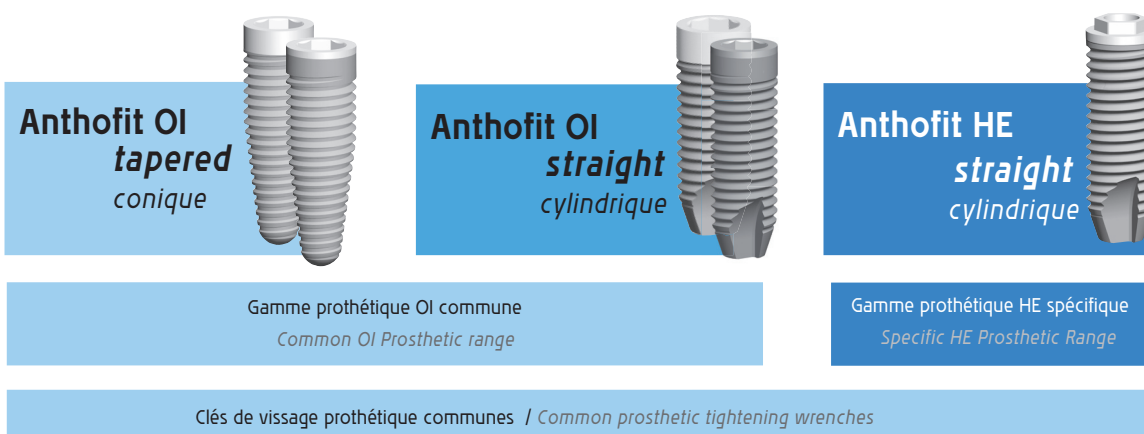 Anthofit OI
tapered
conique
Anthofit OI
straight
cylindrique
Anthofit HE
straight
cylindrique
Gamme prothétique OI commune
Common OI Prosthetic range
Gamme prothétique HE spécifique
Specific HE Prosthetic Range
Clés de vissage prothétique communes / Common prosthetic tightening wrenches